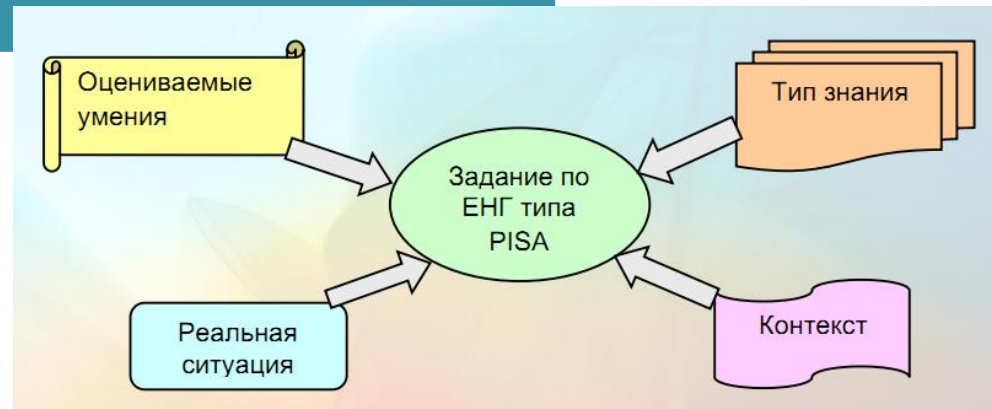 Оцениваемые
умения
Тип знания
Задание по
ЕНГ типа
PISA
Реальная
ситуация
Контекст